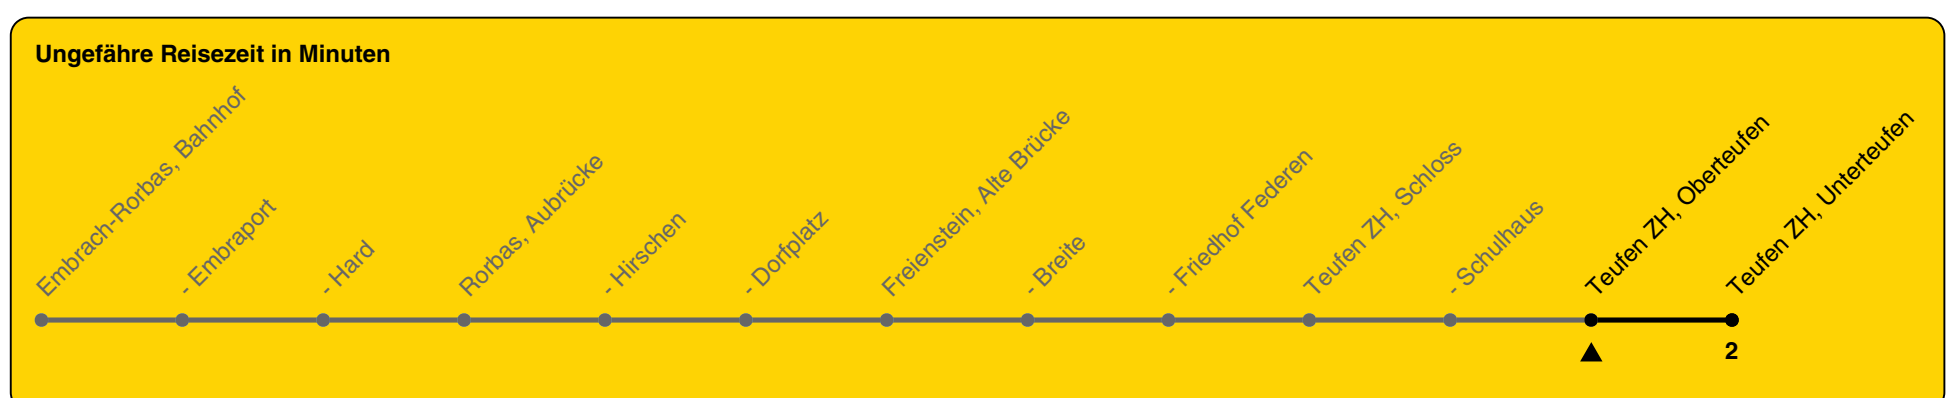 Ungefähre Reisezeit in Minuten
Embrach-Rorbas, Bahnhof
- Embraport
- Hard
Rorbas, Aubrücke
- Hirschen
- Dorfplatz
Freienstein, Alte Brücke
- Breite
- Friedhof Federen
Teufen ZH, Schloss
- Schulhaus
Teufen ZH, Oberteufen
Teufen ZH, Unterteufen
2